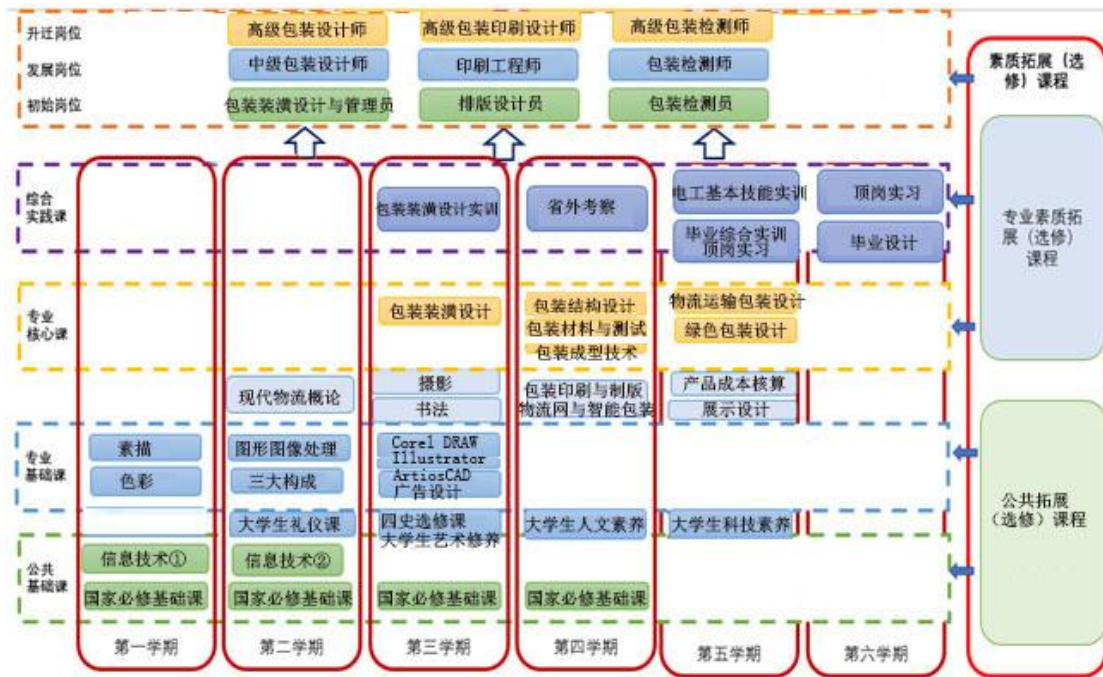 升迁岗位
高级包装设计师
高级包装印刷设计师
高级包装检测师
发展岗位
中级包装设计师
印刷工程师
包装检测师
初始岗位
包装装潢设计与管理员
排版设计员
包装检测员
素质拓展(选
修)课程
综合
实践课
包装装潢设计实训
省外考察
电工基本技能实训
顶岗实习
毕业综合实训
顶岗实习
毕业设计
专业素质拓
展(选修)
课程
专业
核心课
包装装潢设计
包装结构设计
包装材料与测试
包装成型技术
物流运输包装设计
绿色包装设计
现代物流概论
摄影
书法
包装印刷与制版
物流网与智能包装
产品成本核算
展示设计
专业
基础课
素描
色彩
图形图像处理
三大构成
Corel DRAW
Illustrator
ArtiosCAD
广告设计
公共拓展
(选修)课程
大学生礼仪课
四史选修课
大学生艺术修养
大学生人文素养
大学生科技素养
公共
基础课
信息技术①
信息技术②
国家必修基础课
国家必修基础课
国家必修基础课
国家必修基础课
第一学期
第二学期
第三学期
第四学期
第五学期
第六学期